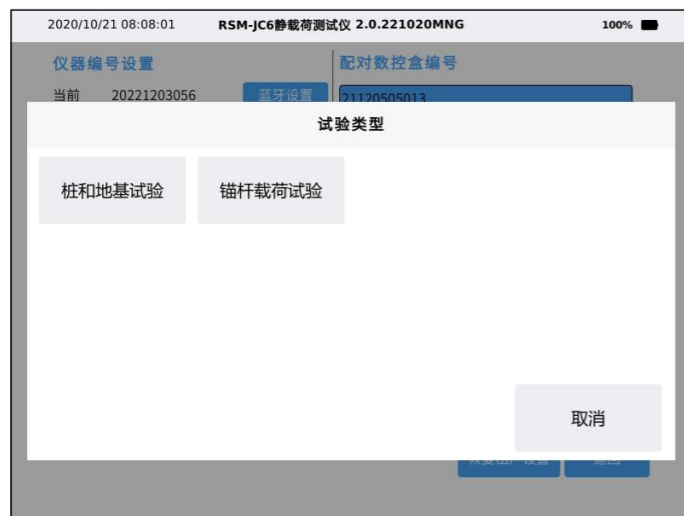 2020/10/21 08:08:01 RSM-JC6静载荷测试仪 2.0.221020MNG 100%
仪器编号设置 配对数控盒编号
当前 20221203056 蓝牙设置 21120505013
试验类型
桩和地基试验 锚杆载荷试验
取消